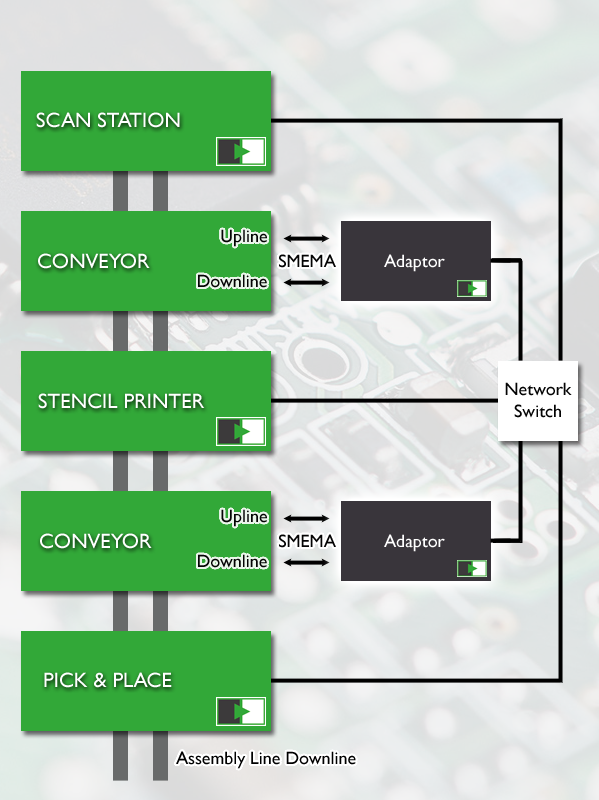 SCAN STATION
Upline
CONVEYOR
SMEMA
Adaptor
Downline
STENCIL PRINTER
Network
Switch
Upline
CONVEYOR
SMEMA
Adaptor
Downline
PICK & PLACE
Assembly Line Downline